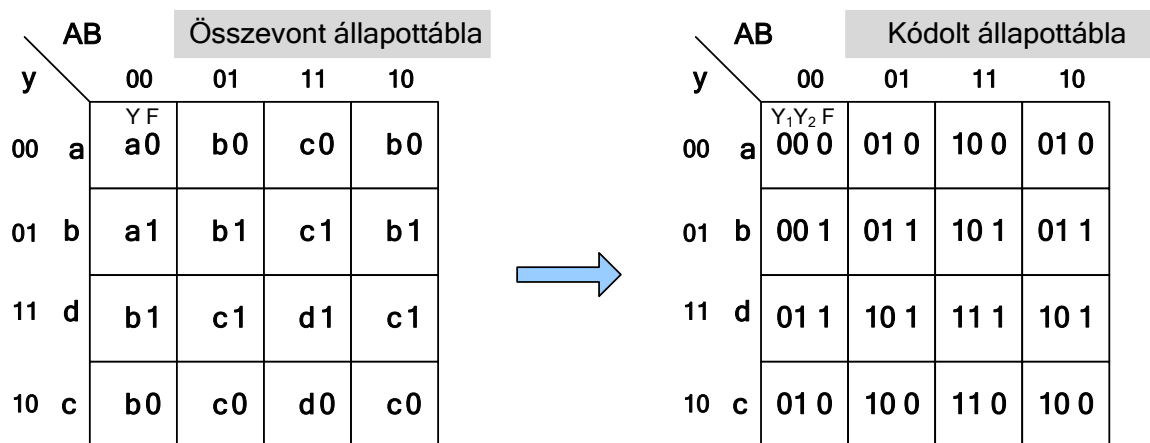 AB Összevont állapottábla AB Kódolt állapottábla
y 00 01 11 10 y 00 01 11 10
Y F Y₁Y₂ F
00 a a0 b0 c0 b0 00 a 00 0 01 0 10 0 01 0
01 b a1 b1 c1 b1 01 b 00 1 01 1 10 1 01 1
11 d b1 c1 d1 c1 11 d 01 1 10 1 11 1 10 1
10 c b0 c0 d0 c0 10 c 01 0 10 0 11 0 10 0